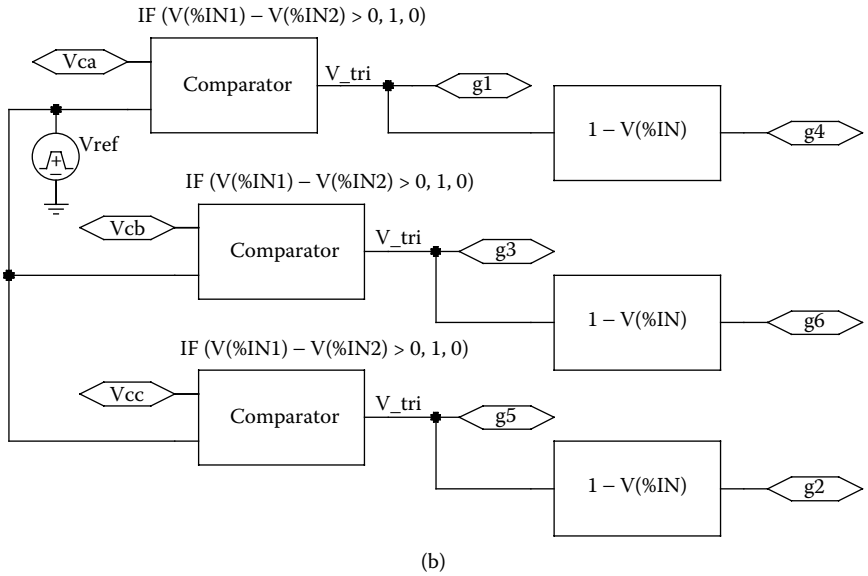 IF (V(%IN1) – V(%IN2) > 0, 1, 0)
Vca
Comparator
V_tri
g1
Vref
1 – V(%IN)
g4
IF (V(%IN1) – V(%IN2) > 0, 1, 0)
Vcb
Comparator
V_tri
g3
1 – V(%IN)
g6
IF (V(%IN1) – V(%IN2) > 0, 1, 0)
Vcc
Comparator
V_tri
g5
1 – V(%IN)
g2
(b)